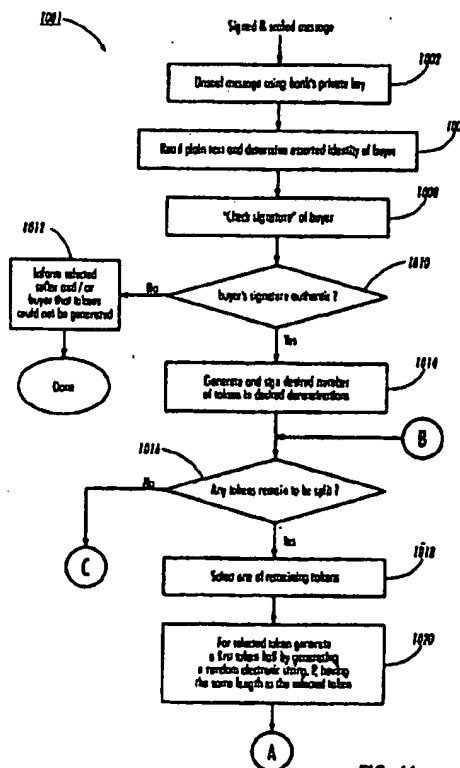 1001
Signed & sealed message
1002
Unseal message using bank's private key
Read plain text and determine asserted identity of buyer
1008
"Check signature" of buyer
1012
1010
Inform selected
seller and / or
buyer that tokens
could not be generated
No
buyer's signature authentic ?
Done
Yes
1014
Generate and sign desired number
of tokens in desired denominations
B
1016
No
Any tokens remain to be split ?
C
Yes
1018
Select one of remaining tokens
1020
For selected token generate
a first token half by generating
a random electronic string, R, having
the same length as the selected token
A